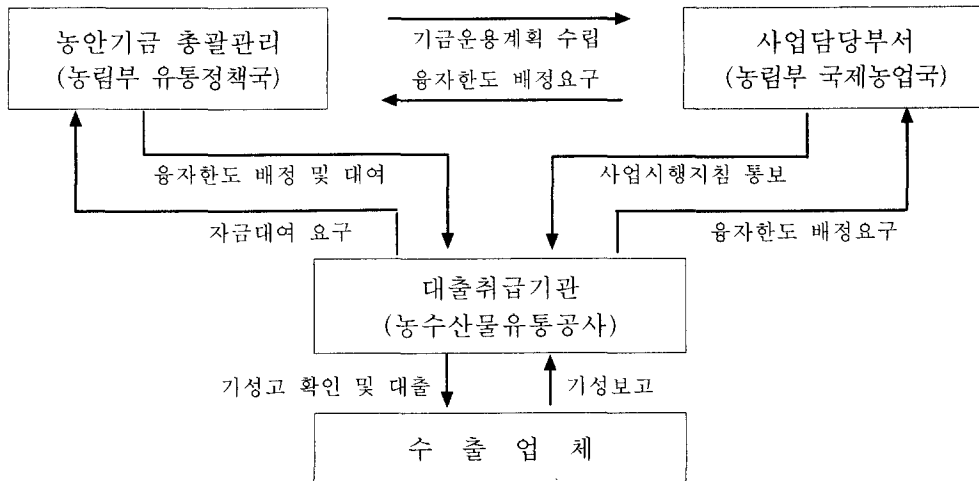 농안기금 총괄관리
(농림부 유통정책국)
기금운용계획 수립
융자한도 배정요구
사업담당부서
(농림부 국제농업국)
융자한도 배정 및 대여
사업시행지침 통보
자금대여 요구
융자한도 배정요구
대출취급기관
(농수산물유통공사)
기성고 확인 및 대출
기성보고
수 출 업 체